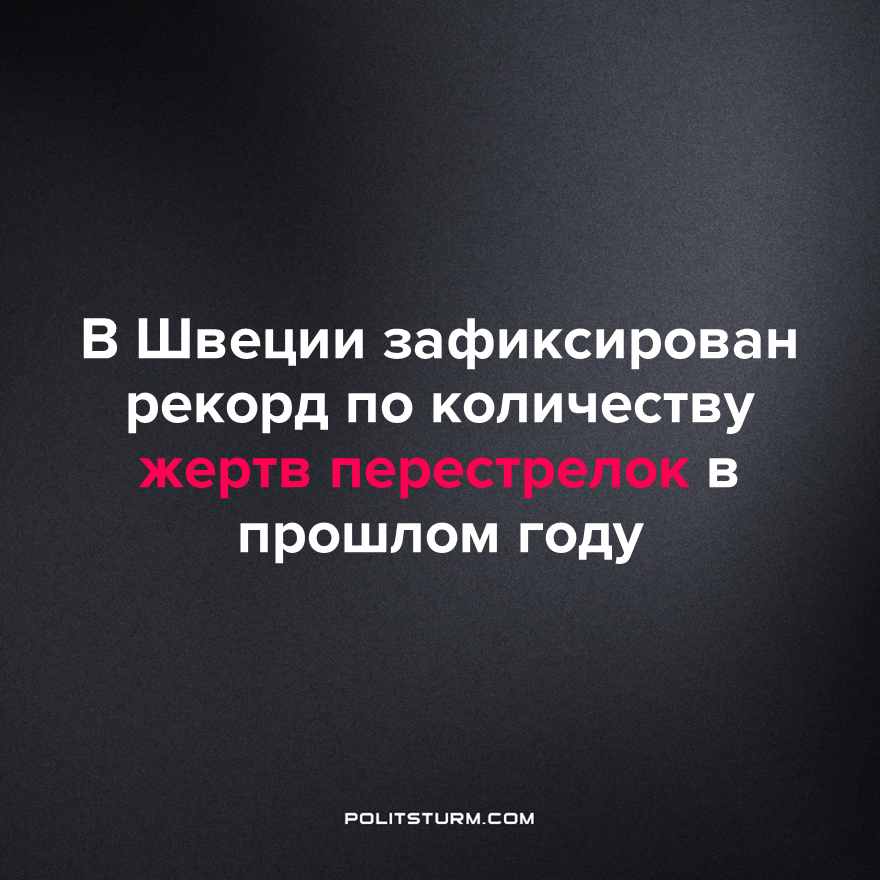 В Швеции зафиксирован
рекорд по количеству
жертв перестрелок в
прошлом году
POLITSTURM.COM